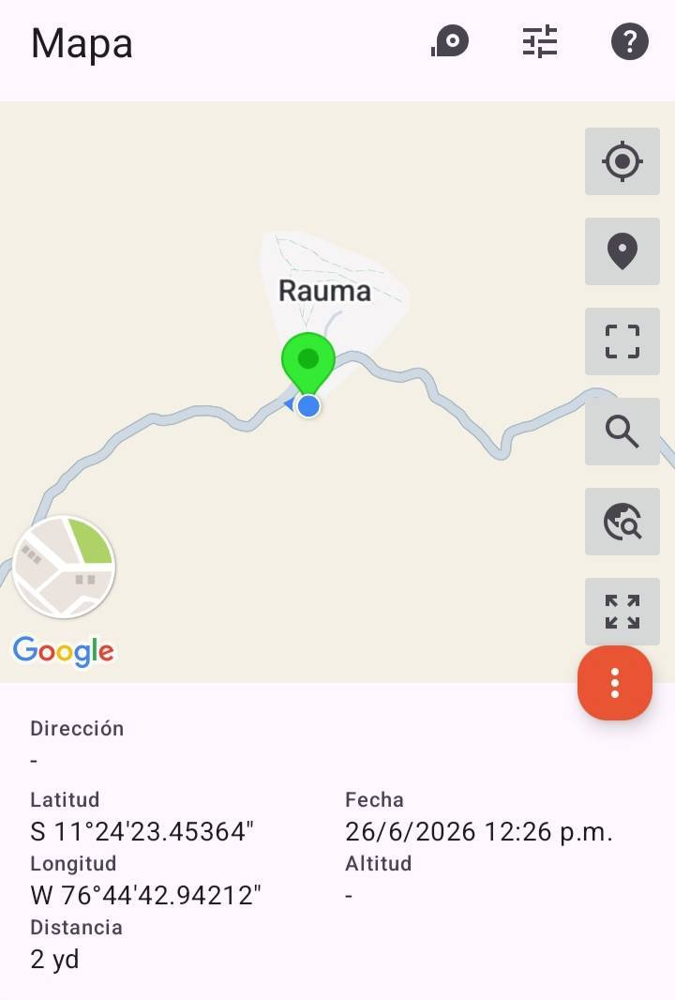 Mapa
Rauma
Google
Dirección
-
Latitud
S 11°24'23.45364"
Fecha
26/6/2026 12:26 p.m.
Longitud
W 76°44'42.94212"
Altitud
-
Distancia
2 yd